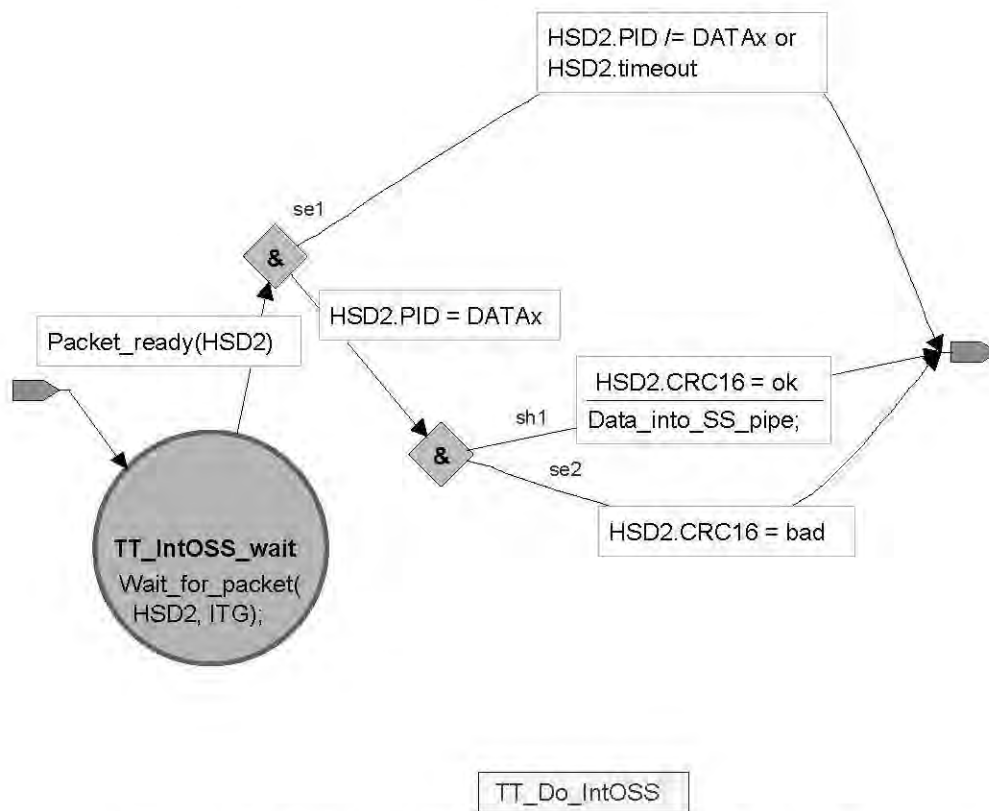 HSD2.PID /= DATAx or
HSD2.timeout
se1
&
HSD2.PID = DATAx
Packet_ready(HSD2)
HSD2.CRC16 = ok
Data_into_SS_pipe;
sh1
&
se2
HSD2.CRC16 = bad
TT_IntOSS_wait
Wait_for_packet(
HSD2, ITG);
TT_Do_IntOSS